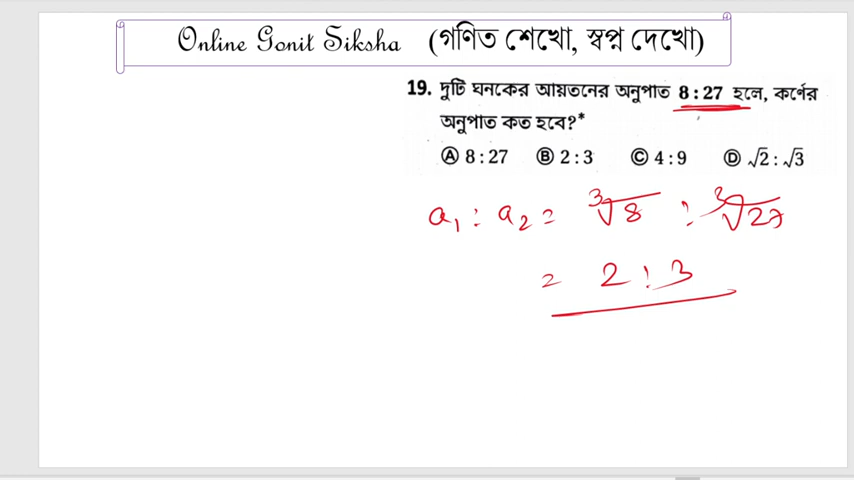 Online Gonit Siksha (গণিত শেখো, স্বপ্ন দেখো)
19. দুটি ঘনকের আয়তনের অনুপাত 8 : 27 হলে, কর্ণের
অনুপাত কত হবে?*
Ⓐ 8 : 27 Ⓑ 2 : 3 Ⓒ 4 : 9 Ⓓ √2 : √3
a₁ : a₂ = ∛8 : ∛27
= 2 : 3